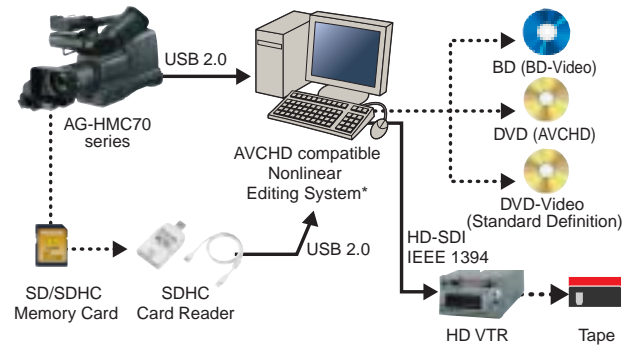 USB 2.0
AG-HMC70
series
AVCHD compatible
Nonlinear
Editing System*
BD (BD-Video)
DVD (AVCHD)
DVD-Video
(Standard Definition)
USB 2.0
HD-SDI
IEEE 1394
SD/SDHC
Memory Card
SDHC
Card Reader
HD VTR
Tape